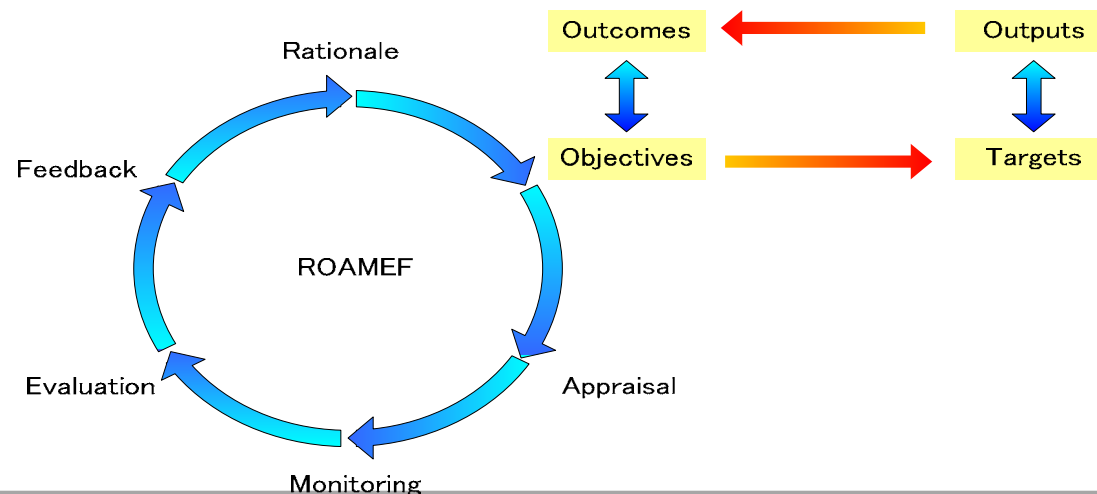 Outcomes
Outputs
Rationale
Objectives
Targets
Feedback
ROAMEF
Evaluation
Appraisal
Monitoring